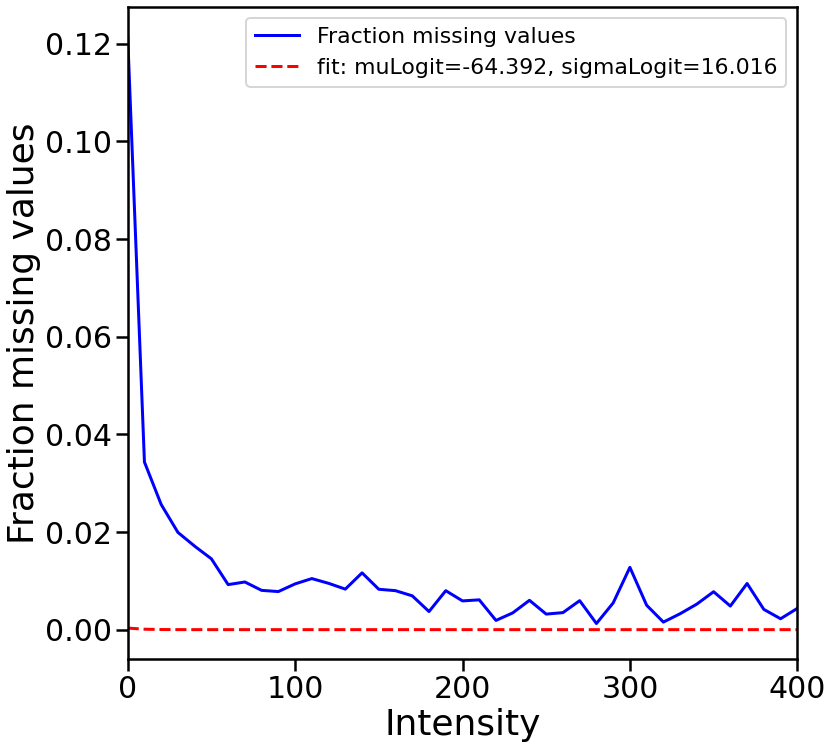 Fraction missing values
fit: muLogit=-64.392, sigmaLogit=16.016
Fraction missing values
0.12
0.10
0.08
0.06
0.04
0.02
0.00
0 100 200 300 400
Intensity